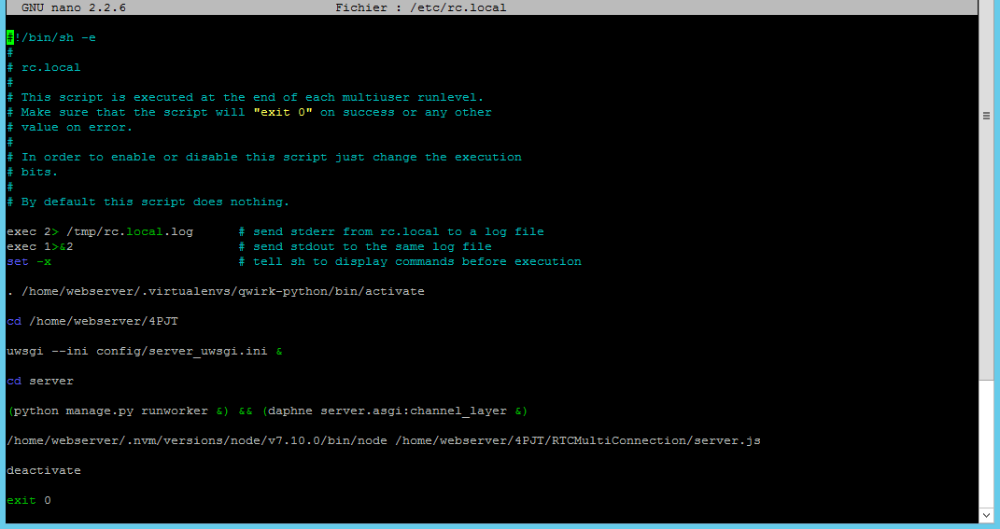 GNU nano 2.2.6 Fichier : /etc/rc.local
#!/bin/sh -e
#
# rc.local
#
# This script is executed at the end of each multiuser runlevel.
# Make sure that the script will "exit 0" on success or any other
# value on error.
#
# In order to enable or disable this script just change the execution
# bits.
#
# By default this script does nothing.
exec 2> /tmp/rc.local.log # send stderr from rc.local to a log file
exec 1>&2 # send stdout to the same log file
set -x # tell sh to display commands before execution
. /home/webserver/.virtualenvs/qwirk-python/bin/activate
cd /home/webserver/4PJT
uwsgi --ini config/server_uwsgi.ini &
cd server
(python manage.py runworker &) && (daphne server.asgi:channel_layer &)
/home/webserver/.nvm/versions/node/v7.10.0/bin/node /home/webserver/4PJT/RTCMultiConnection/server.js
deactivate
exit 0